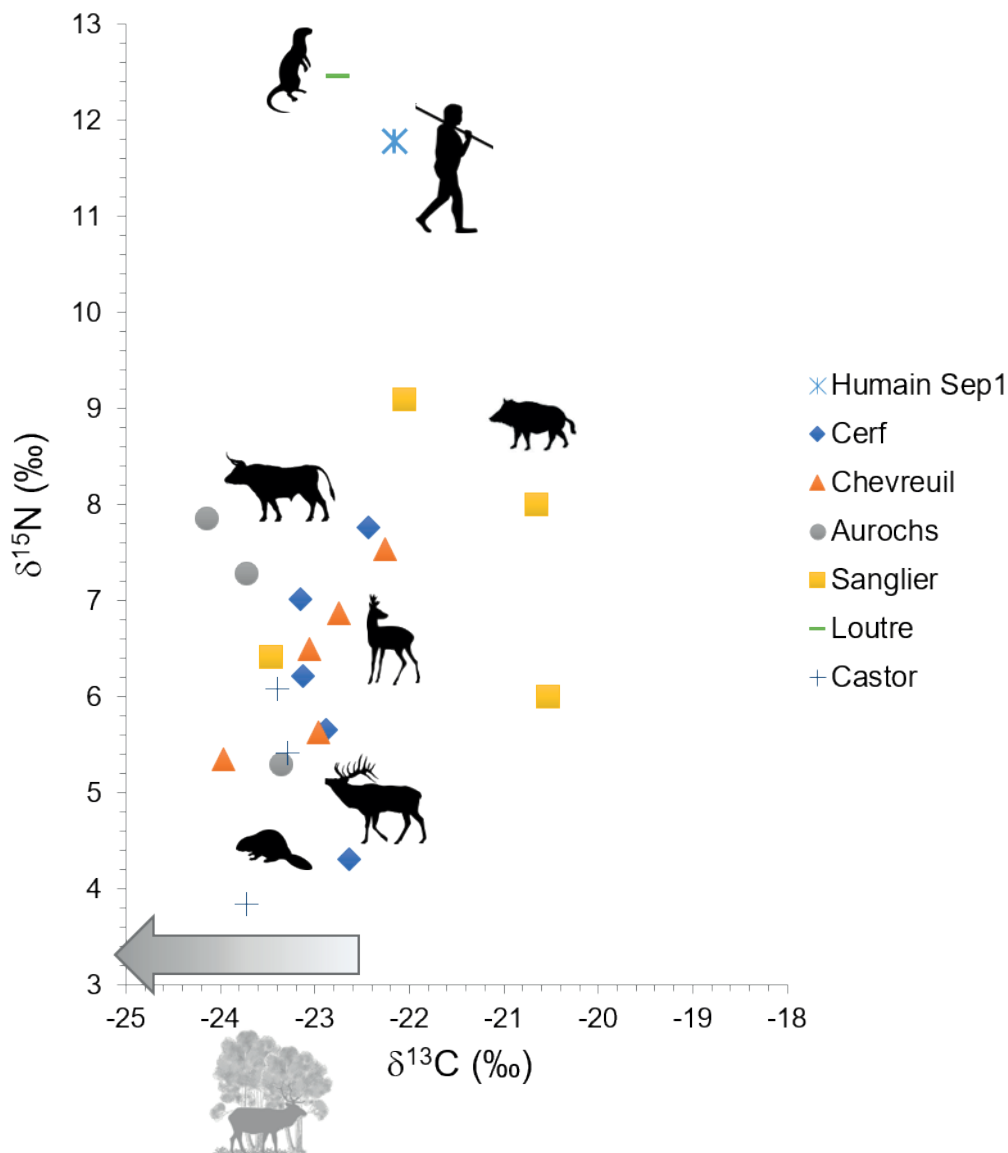 13
12
11
10
9
8
7
6
5
4
3
δ15N (‰)
-25 -24 -23 -22 -21 -20 -19 -18
δ13C (‰)
Humain Sep1
Cerf
Chevreuil
Aurochs
Sanglier
Loutre
Castor